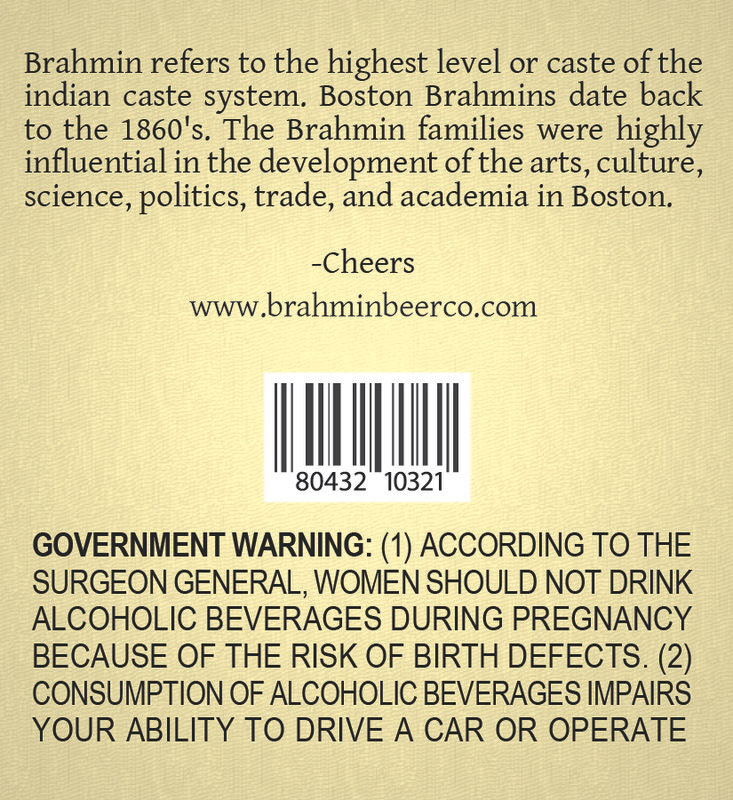 Brahmin refers to the highest level or caste of the
indian caste system. Boston Brahmins date back
to the 1860's. The Brahmin families were highly
influential in the development of the arts, culture,
science, politics, trade, and academia in Boston.
-Cheers
www.brahminbeerco.com
80432 10321
GOVERNMENT WARNING: (1) ACCORDING TO THE
SURGEON GENERAL, WOMEN SHOULD NOT DRINK
ALCOHOLIC BEVERAGES DURING PREGNANCY
BECAUSE OF THE RISK OF BIRTH DEFECTS. (2)
CONSUMPTION OF ALCOHOLIC BEVERAGES IMPAIRS
YOUR ABILITY TO DRIVE A CAR OR OPERATE